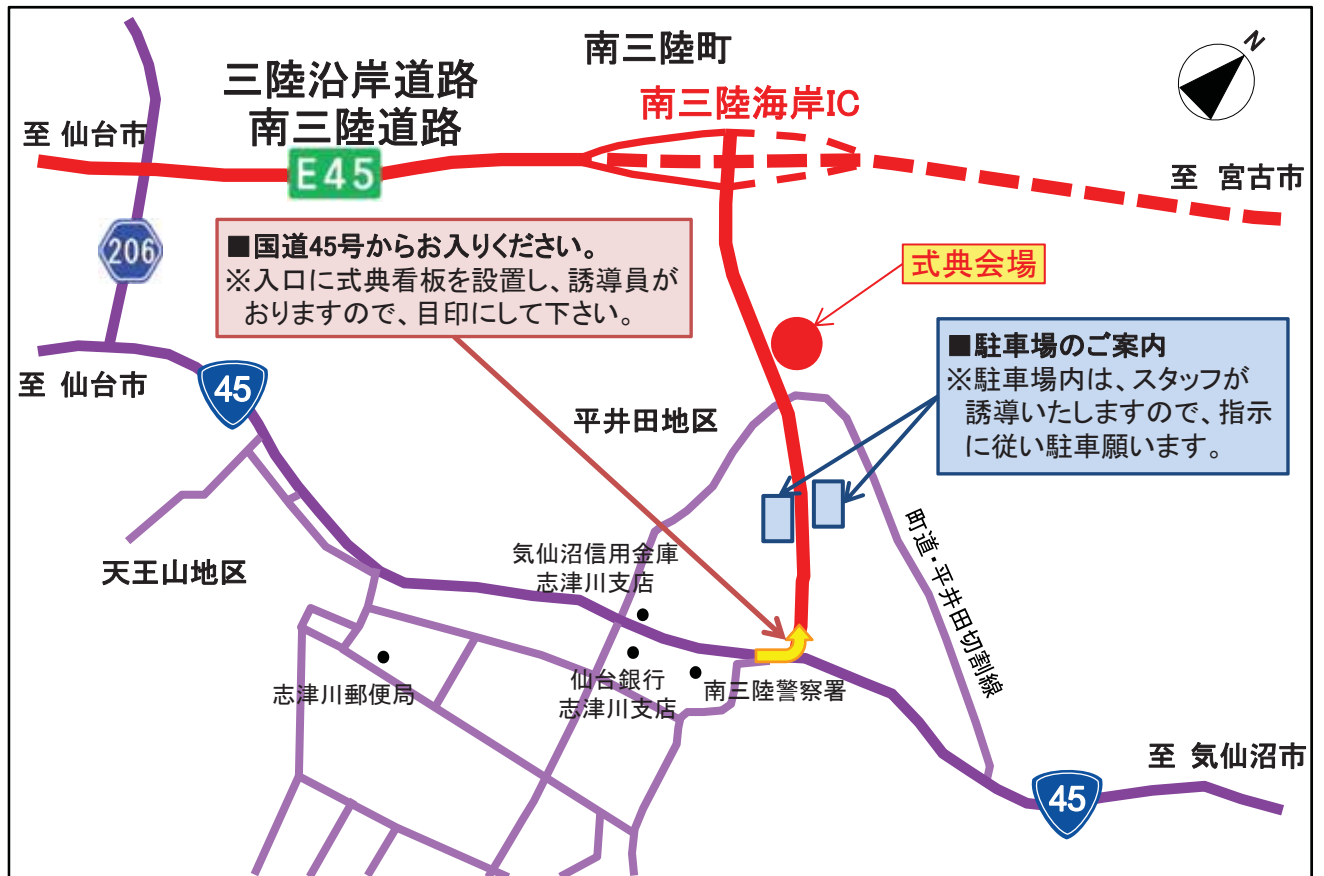 南三陸町
N
三陸沿岸道路
南三陸道路
南三陸海岸IC
至 仙台市
E45
至 宮古市
206
■国道45号からお入りください。
※入口に式典看板を設置し、誘導員が
おりますので、目印にして下さい。
式典会場
■駐車場のご案内
※駐車場内は、スタッフが
誘導いたしますので、指示
に従い駐車願います。
至 仙台市
45
平井田地区
町道・平井田切割線
天王山地区
気仙沼信用金庫
志津川支店
志津川郵便局
仙台銀行
志津川支店
南三陸警察署
至 気仙沼市
45